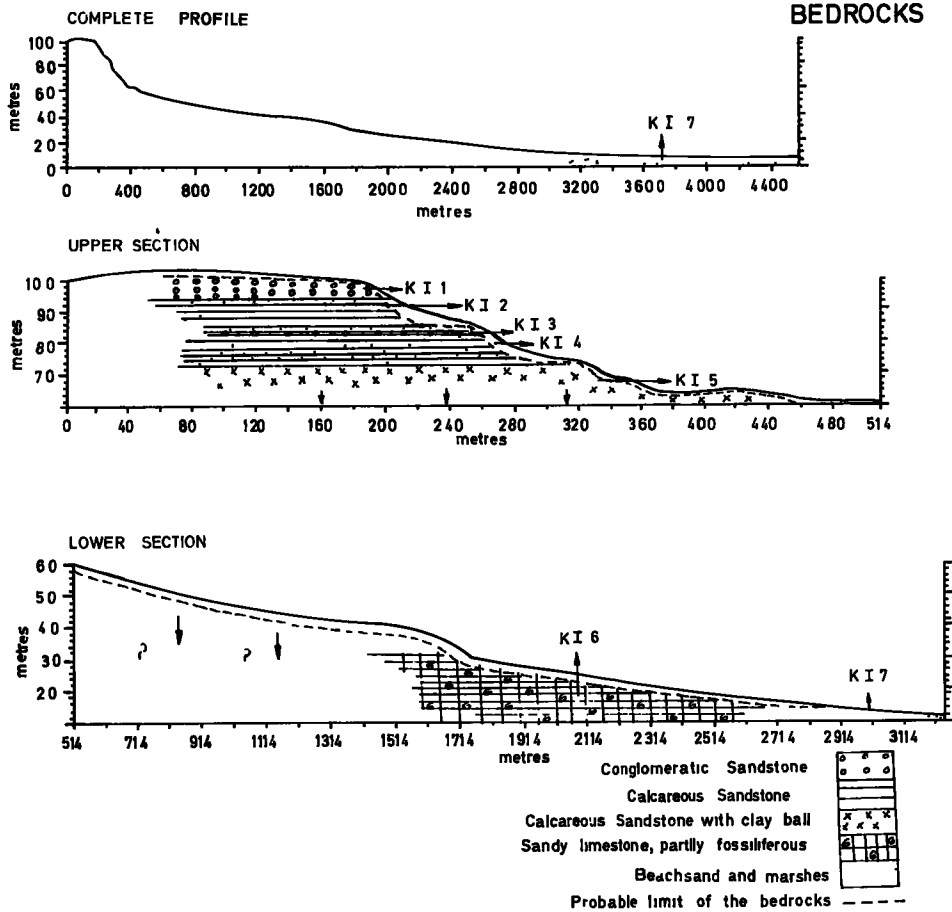 COMPLETE PROFILE
BEDROCKS
100
80
60
40
20
0
metres
KI 7
0 400 800 1200 1600 2000 2400 2800 3200 3600 4000 4400
metres
UPPER SECTION
100
90
80
70
metres
KI 1
KI 2
KI 3
KI 4
KI 5
0 40 80 120 160 200 240 280 320 360 400 440 480 514
metres
LOWER SECTION
60
50
40
30
20
metres
? ?
KI 6
KI 7
514 714 914 1114 1314 1514 1714 1914 2114 2314 2514 2714 2914 3114
metres
Conglomeratic Sandstone
Calcareous Sandstone
Calcareous Sandstone with clay ball
Sandy limestone, partly fossiliferous
Beachsand and marshes
Probable limit of the bedrocks